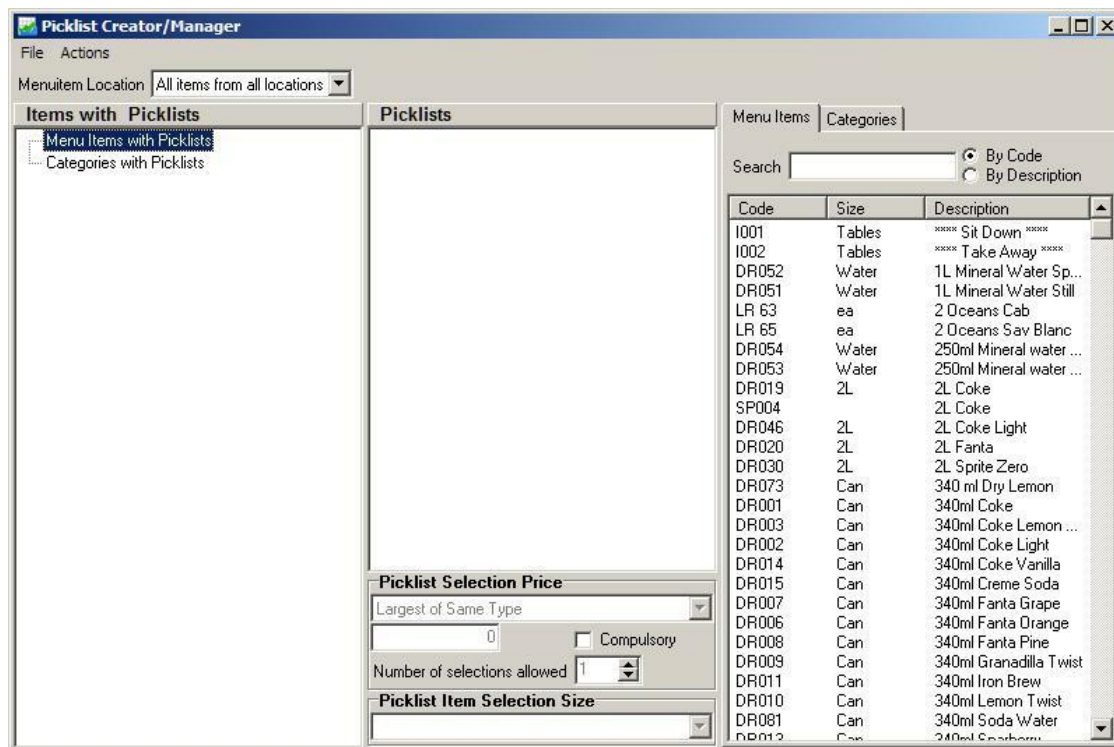 Picklist Creator/Manager
File Actions
Menuitem Location All items from all locations
Items with Picklists
Menu Items with Picklists
Categories with Picklists
Picklists
Picklist Selection Price
Largest of Same Type
0 Compulsory
Number of selections allowed 1
Picklist Item Selection Size
Menu Items Categories
Search By Code
By Description
Code Size Description
I001 Tables **** Sit Down ****
I002 Tables **** Take Away ****
DR052 Water 1L Mineral Water Sp...
DR051 Water 1L Mineral Water Still
LR 63 ea 2 Oceans Cab
LR 65 ea 2 Oceans Sav Blanc
DR054 Water 250ml Mineral water ...
DR053 Water 250ml Mineral water ...
DR019 2L 2L Coke
SP004 2L Coke
DR046 2L 2L Coke Light
DR020 2L 2L Fanta
DR030 2L 2L Sprite Zero
DR073 Can 340 ml Dry Lemon
DR001 Can 340ml Coke
DR003 Can 340ml Coke Lemon ...
DR002 Can 340ml Coke Light
DR014 Can 340ml Coke Vanilla
DR015 Can 340ml Creme Soda
DR007 Can 340ml Fanta Grape
DR006 Can 340ml Fanta Orange
DR008 Can 340ml Fanta Pine
DR009 Can 340ml Granadilla Twist
DR011 Can 340ml Iron Brew
DR010 Can 340ml Lemon Twist
DR081 Can 340ml Soda Water
DR013 Can 340ml Sparberry